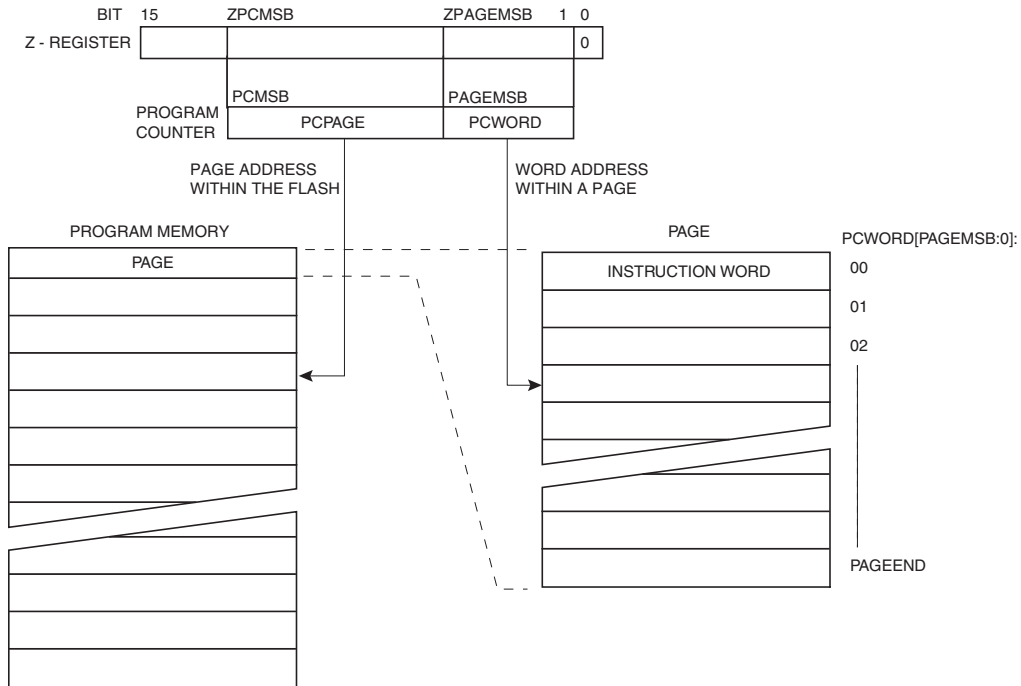 BIT 15 ZPCMSB ZPAGEMSB 1 0
Z - REGISTER 0
PCMSB PAGEMSB
PROGRAM
COUNTER
PCPAGE PCWORD
PAGE ADDRESS
WITHIN THE FLASH
WORD ADDRESS
WITHIN A PAGE
PROGRAM MEMORY
PAGE
PAGE
INSTRUCTION WORD
PCWORD[PAGEMSB:0]:
00
01
02
PAGEEND